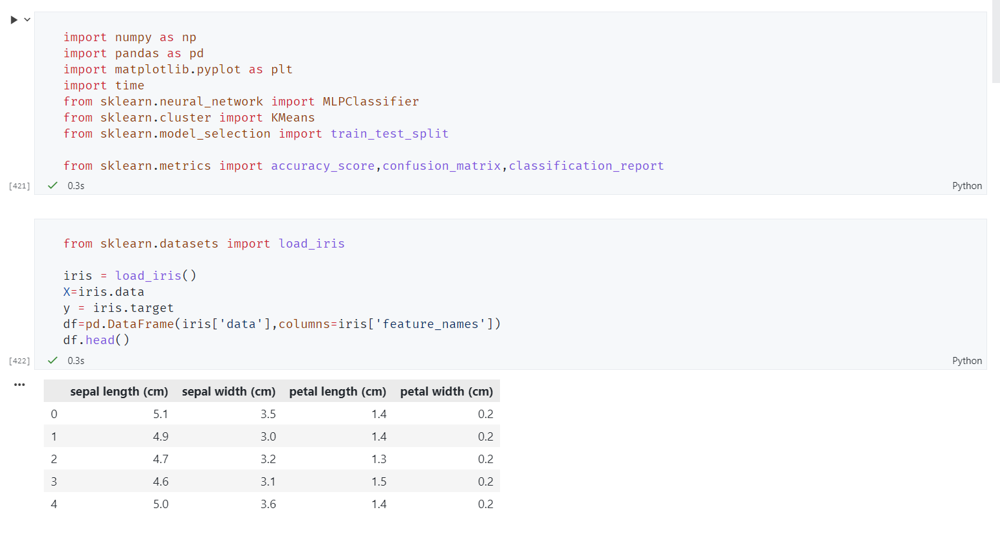 import numpy as np
import pandas as pd
import matplotlib.pyplot as plt
import time
from sklearn.neural_network import MLPClassifier
from sklearn.cluster import KMeans
from sklearn.model_selection import train_test_split
from sklearn.metrics import accuracy_score,confusion_matrix,classification_report
[421] 0.3s Python
from sklearn.datasets import load_iris
iris = load_iris()
X=iris.data
y = iris.target
df=pd.DataFrame(iris['data'],columns=iris['feature_names'])
df.head()
[422] 0.3s Python
sepal length (cm) sepal width (cm) petal length (cm) petal width (cm)
0 5.1 3.5 1.4 0.2
1 4.9 3.0 1.4 0.2
2 4.7 3.2 1.3 0.2
3 4.6 3.1 1.5 0.2
4 5.0 3.6 1.4 0.2